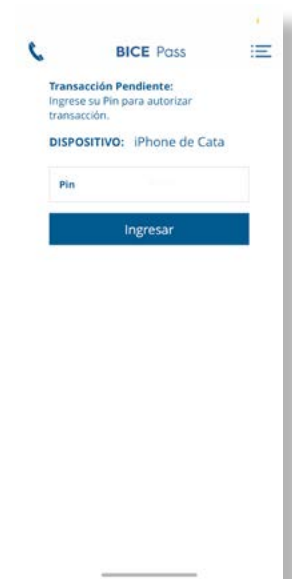 BICE Pass
Transacción Pendiente:
Ingrese su Pin para autorizar
transacción.
DISPOSITIVO: iPhone de Cata
Pin
Ingresar